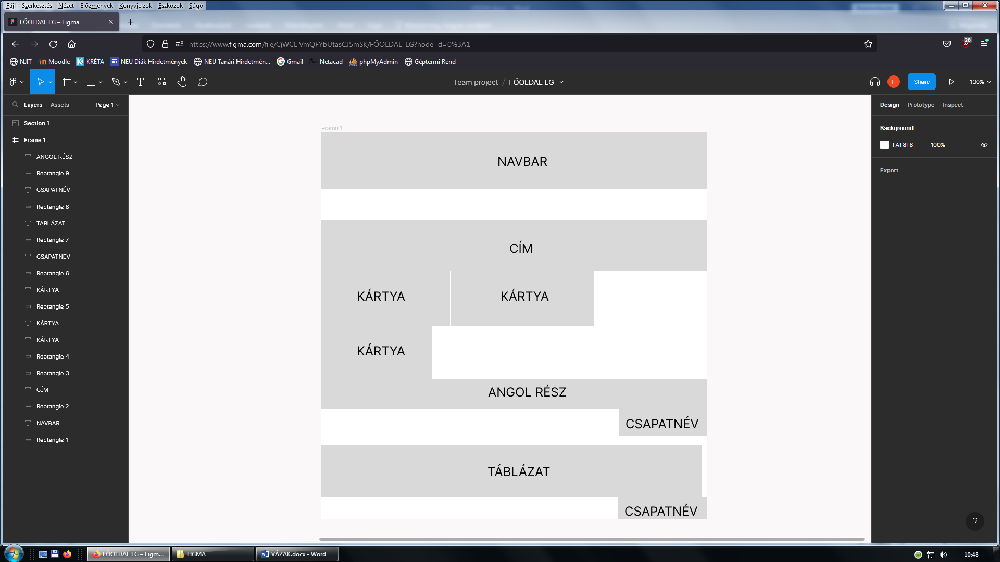 Fájl Szerkesztés Nézet Előzmények Könyvjelzők Eszközök Súgó
FŐOLDAL LG – Figma
https://www.figma.com/file/CjWCEiVmQFYbUtasCJ5mSK/FŐOLDAL-LG?node-id=0%3A1
28
NJIT Moodle KRÉTA NEU Diák Hirdetmények NEU Tanári Hirdetmén... Gmail Netacad phpMyAdmin Géptermi Rend
Team project / FŐOLDAL LG
L
Share
100%
Layers Assets Page 1
Section 1
Frame 1
ANGOL RÉSZ
Rectangle 9
CSAPATNÉV
Rectangle 8
TÁBLÁZAT
Rectangle 7
CSAPATNÉV
Rectangle 6
KÁRTYA
Rectangle 5
KÁRTYA
KÁRTYA
Rectangle 4
Rectangle 3
CÍM
Rectangle 2
NAVBAR
Rectangle 1
Frame 1
NAVBAR
CÍM
KÁRTYA KÁRTYA
KÁRTYA
ANGOL RÉSZ
CSAPATNÉV
TÁBLÁZAT
CSAPATNÉV
Design Prototype Inspect
Background
FAF8F8 100%
Export
?
FŐOLDAL LG – Figm...
FIGMA
VÁZAK.docx - Word
10:48